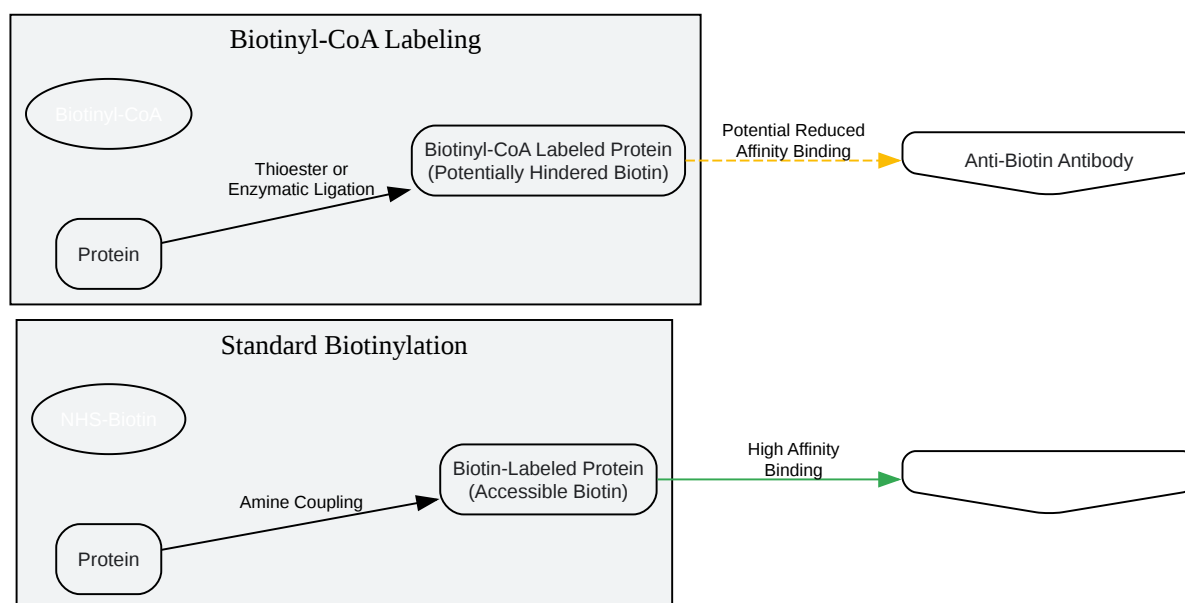 Biotinyl-CoA Labeling
Biotinyl-CoA
Thioester or
Enzymatic Ligation
Protein
Biotinyl-CoA Labeled Protein
(Potentially Hindered Biotin)
Potential Reduced
Affinity Binding
Anti-Biotin Antibody
Standard Biotinylation
NHS-Biotin
Amine Coupling
Protein
Biotin-Labeled Protein
(Accessible Biotin)
High Affinity
Binding